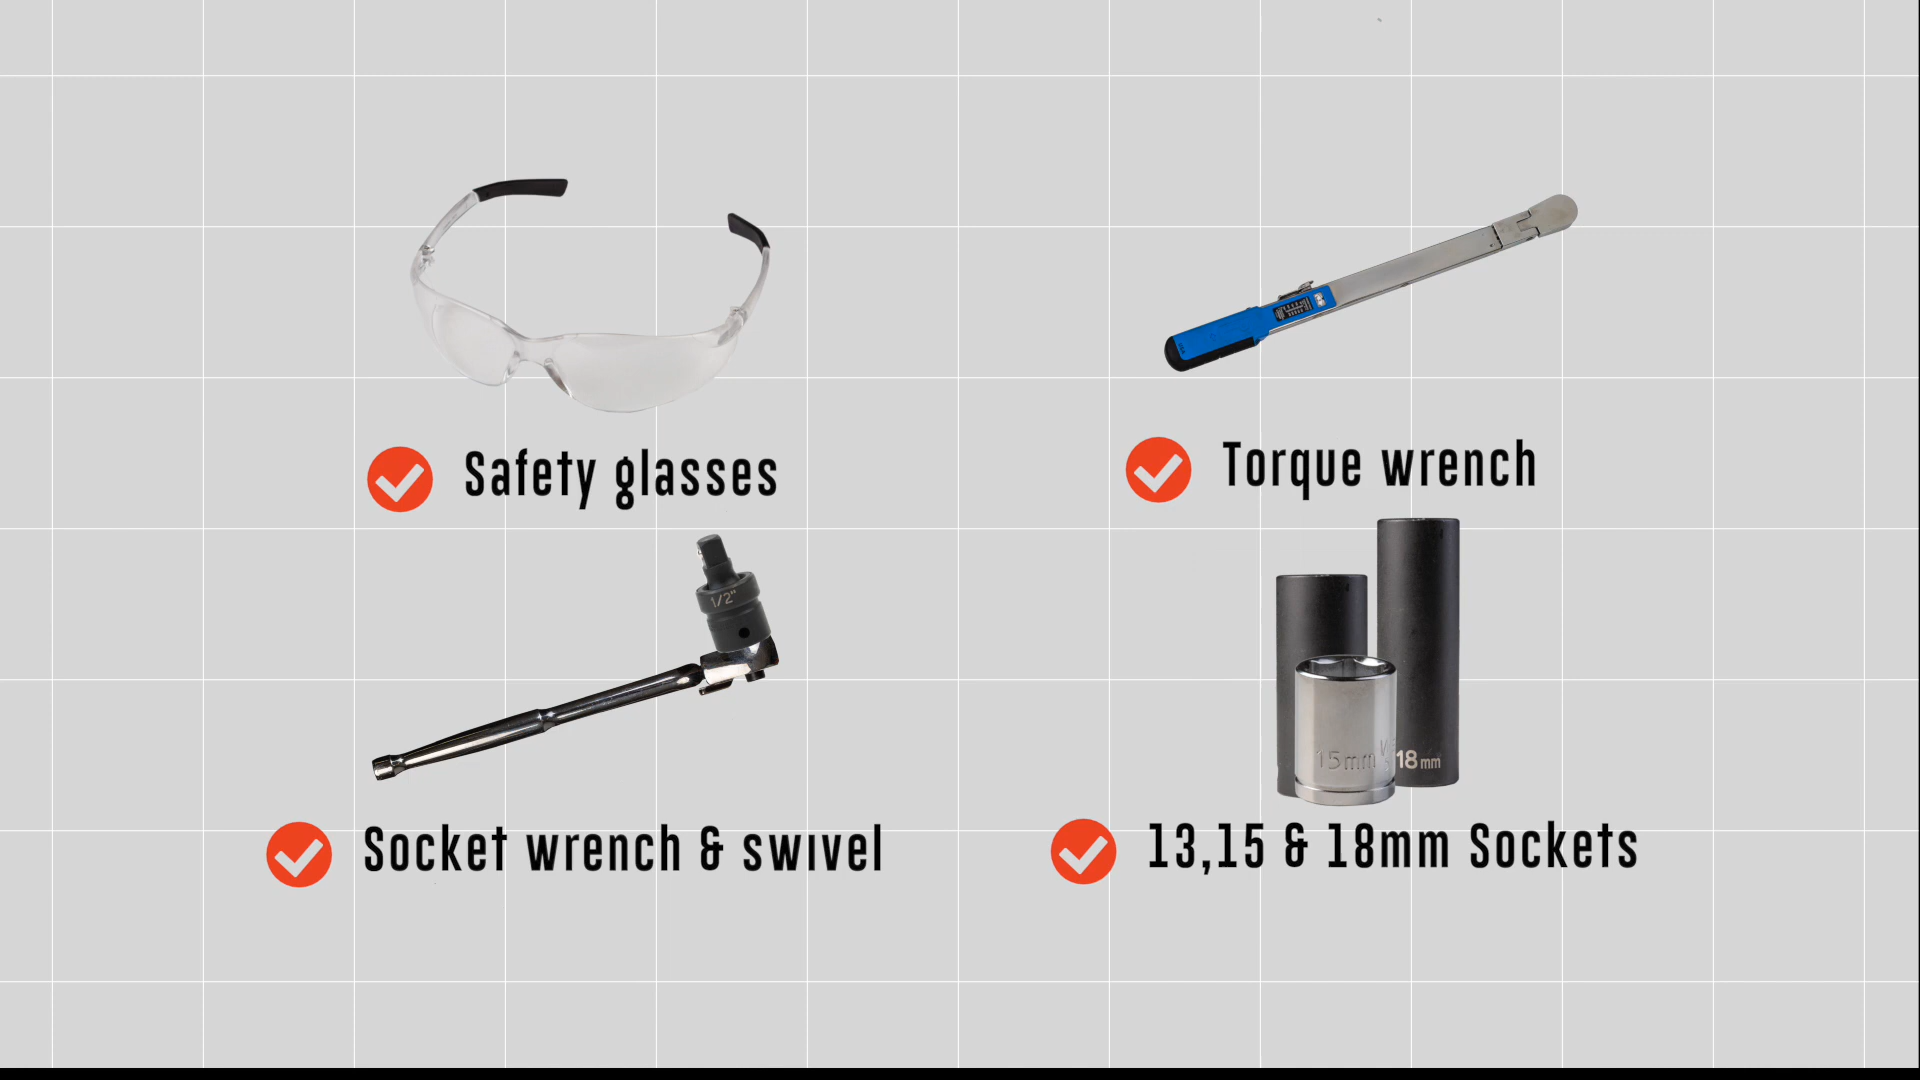 Safety glasses
Torque wrench
1/2"
15mm
18mm
Socket wrench & swivel
13,15 & 18mm Sockets